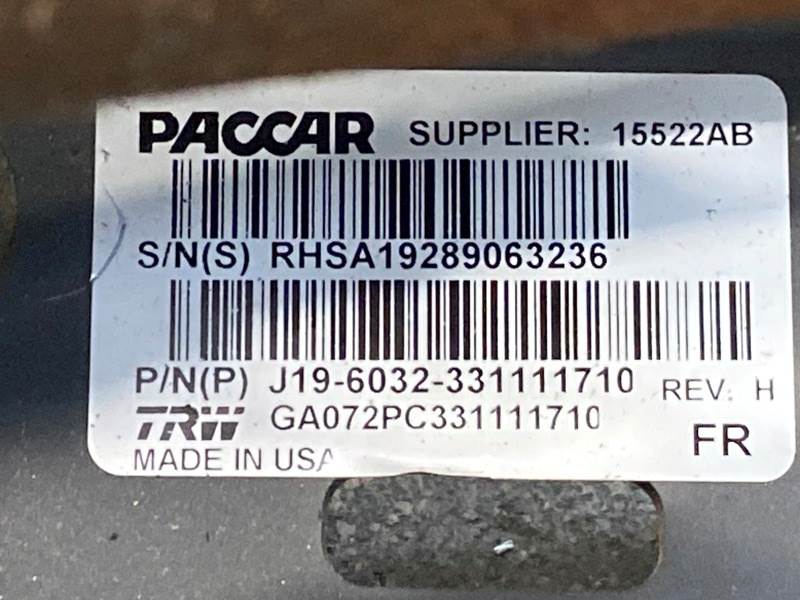 PACCAR SUPPLIER: 15522AB
S/N(S) RHSA19289063236
P/N(P) J19-6032-331111710 REV: H
TRW GA072PC331111710
FR
MADE IN USA